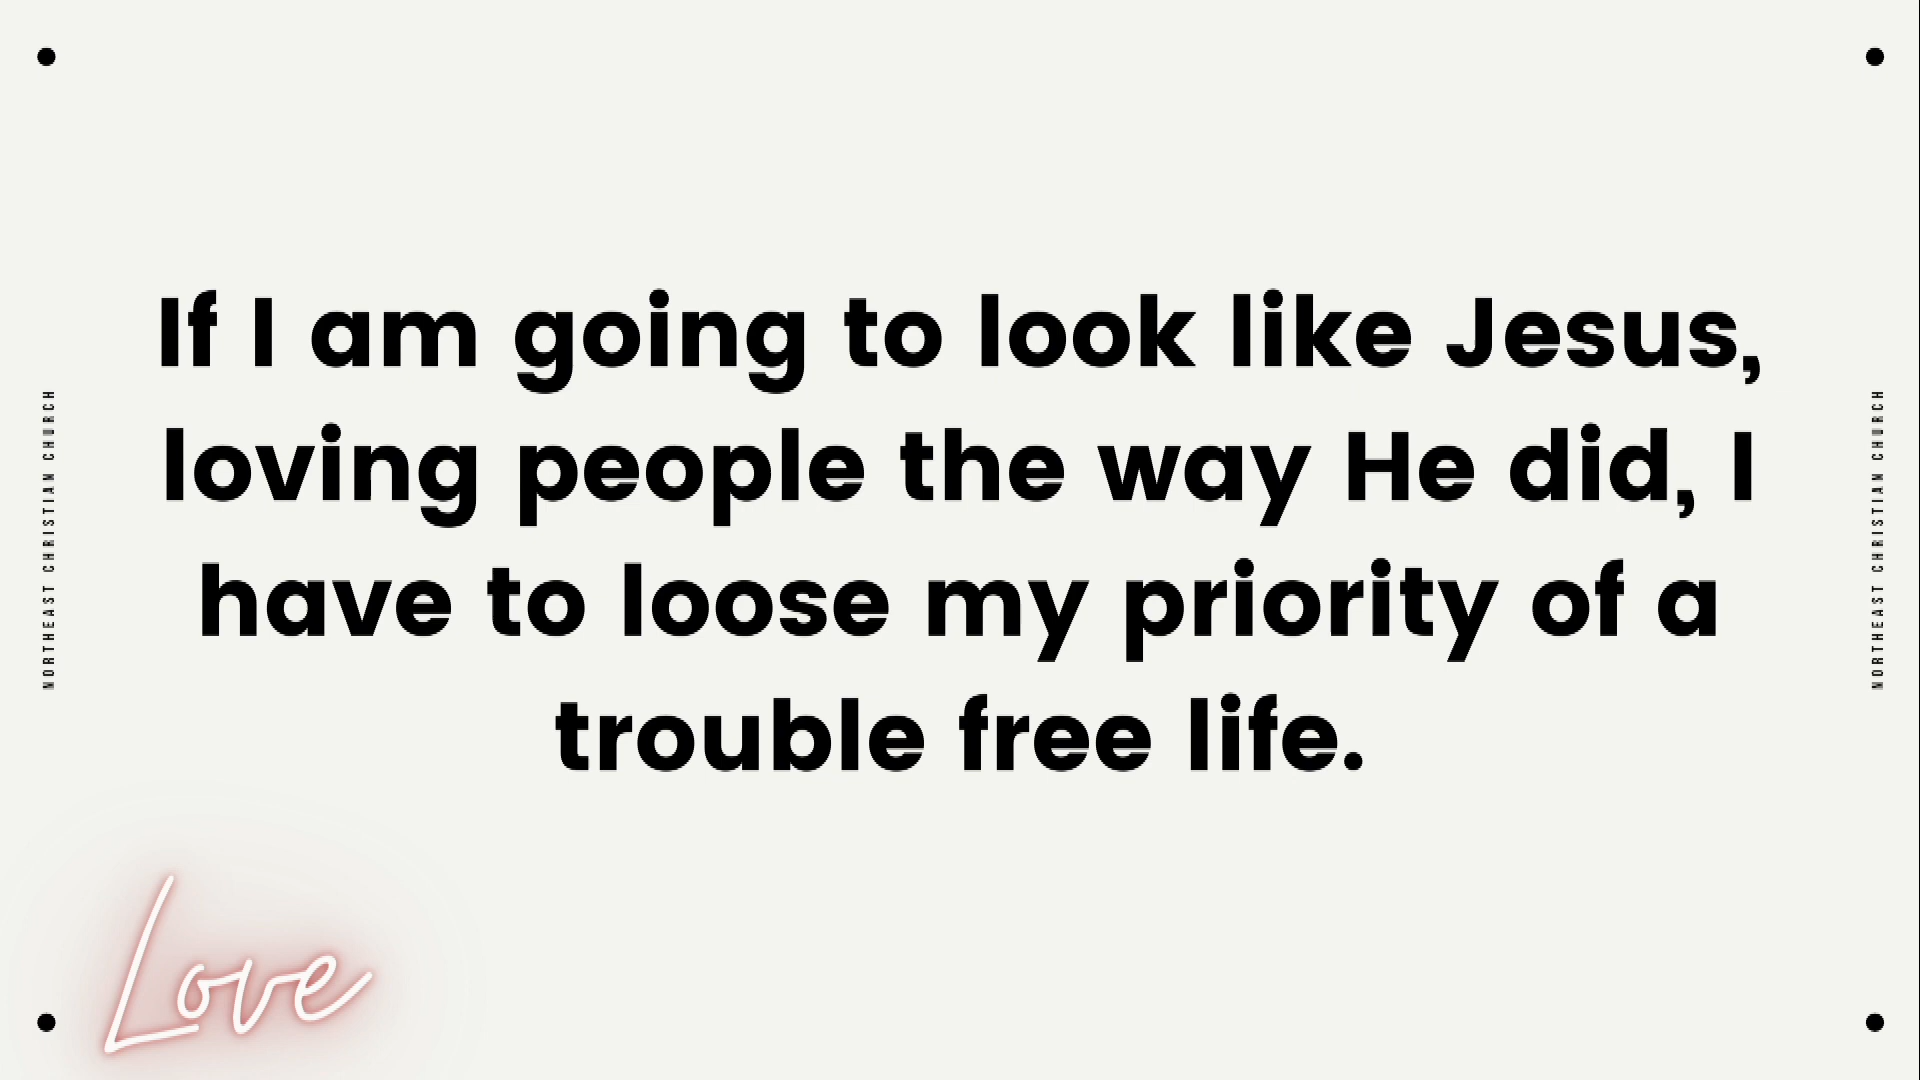 If I am going to look like Jesus,
loving people the way He did, I
have to loose my priority of a
trouble free life.
NORTHEAST CHRISTIAN CHURCH
NORTHEAST CHRISTIAN CHURCH
Love